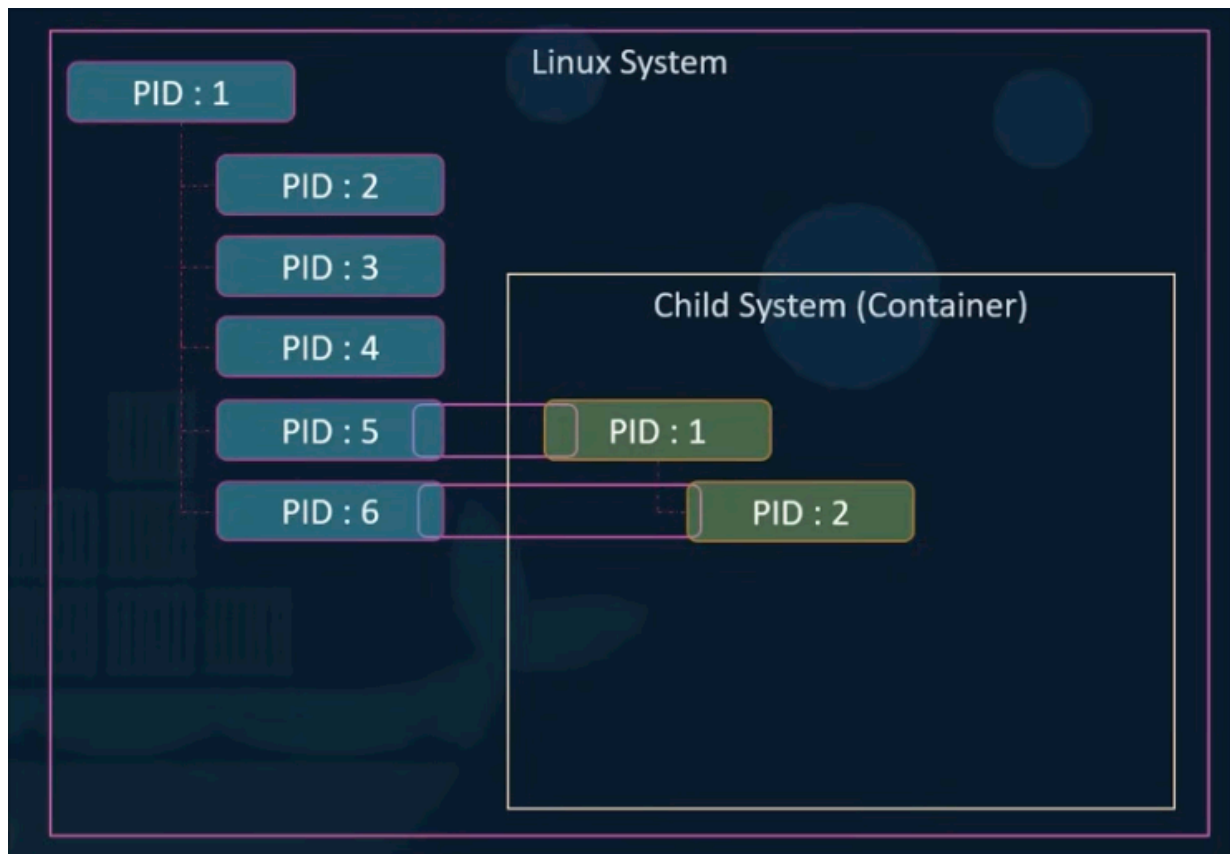 Linux System
PID : 1
PID : 2
PID : 3
Child System (Container)
PID : 4
PID : 5
PID : 1
PID : 6
PID : 2